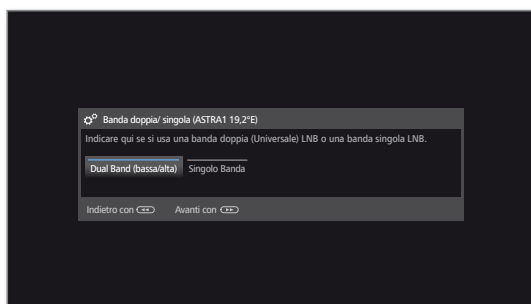 Banda doppia/ singola (ASTRA1 19,2°E)
Indicare qui se si usa una banda doppia (Universale) LNB o una banda singola LNB.
Dual Band (bassa/alta) Singolo Banda
Indietro con Avanti con